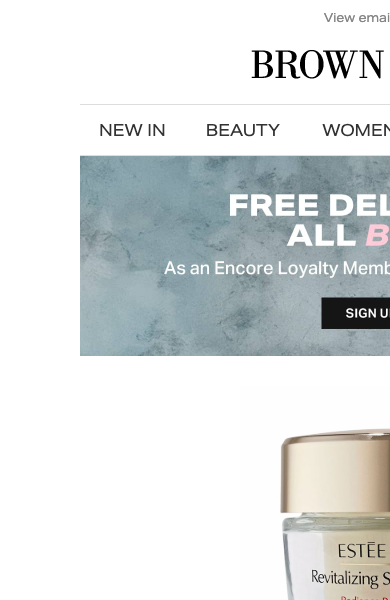 View emai
BROWN
NEW IN BEAUTY WOMEN
FREE DEL
ALL B
As an Encore Loyalty Memb
SIGN U
ESTĒE
Revitalizing S